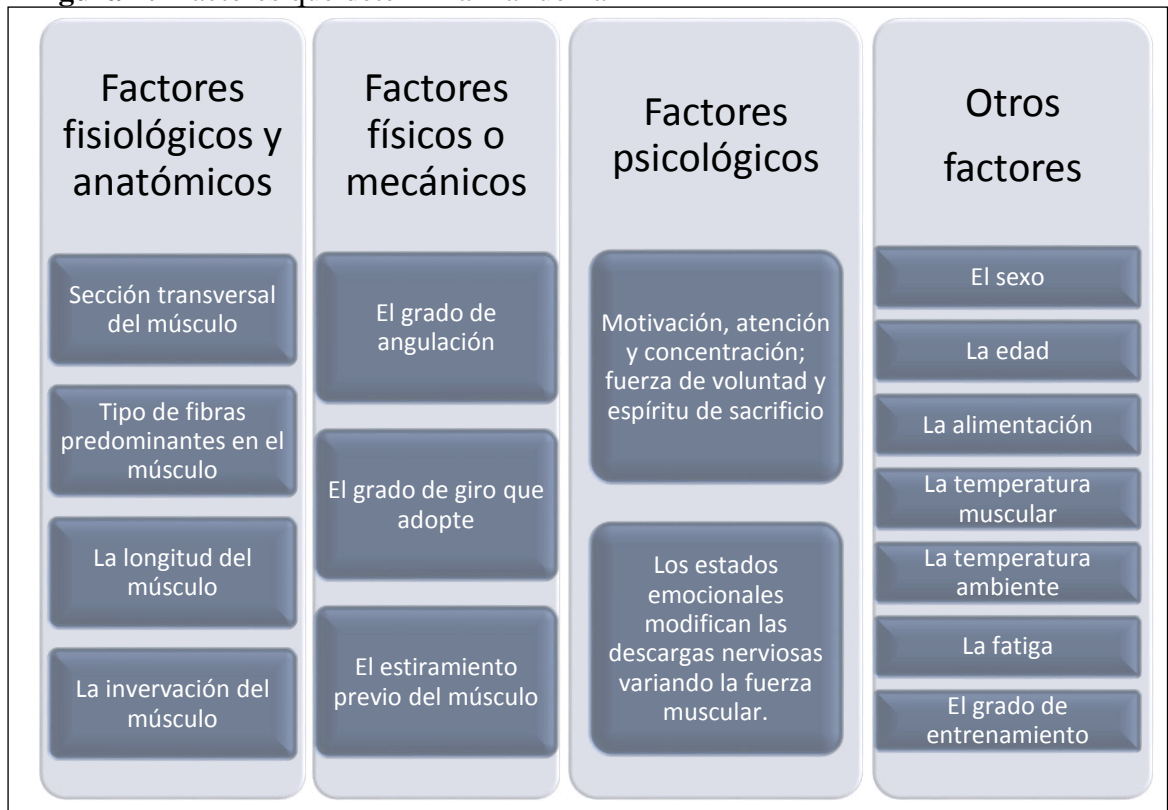 Factores
fisiológicos y
anatómicos
Sección transversal
del músculo
Tipo de fibras
predominantes en el
músculo
La longitud del
músculo
La invervación del
músculo
Factores
físicos o
mecánicos
El grado de
angulación
El grado de giro que
adopte
El estiramiento
previo del músculo
Factores
psicológicos
Motivación, atención
y concentración;
fuerza de voluntad y
espíritu de sacrificio
Los estados
emocionales
modifican las
descargas nerviosas
variando la fuerza
muscular.
Otros
factores
El sexo
La edad
La alimentación
La temperatura
muscular
La temperatura
ambiente
La fatiga
El grado de
entrenamiento